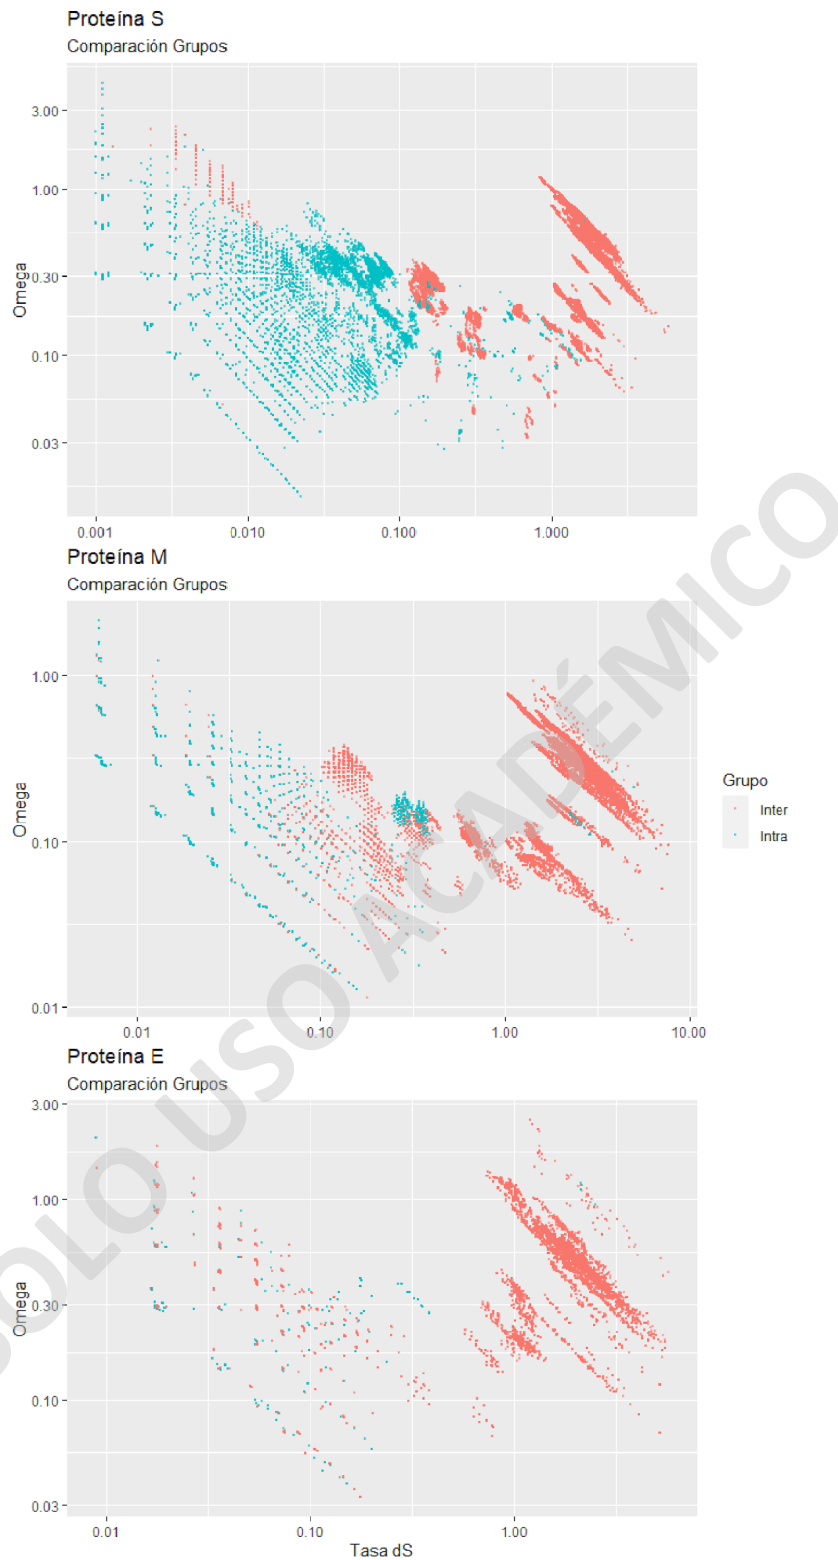 Proteína S
Comparación Grupos
3.00
1.00
0.30
0.10
0.03
Omega
0.001 0.010 0.100 1.000
Proteína M
Comparación Grupos
1.00
0.10
0.01
Omega
0.01 0.10 1.00 10.00
Grupo
Inter
Intra
Proteína E
Comparación Grupos
3.00
1.00
0.30
0.10
0.03
Omega
0.01 0.10 1.00
Tasa dS
SOLO USO ACADÉMICO